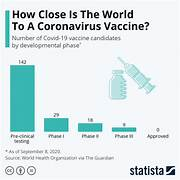 How Close Is The World
To A Coronavirus Vaccine?
Number of Covid-19 vaccine candidates
by developmental phase*
142
29
18
9
0
Pre-clinical
testing
Phase I
Phase II
Phase III
Approved
* As of September 8, 2020.
Source: World Health Organization via The Guardian
statista